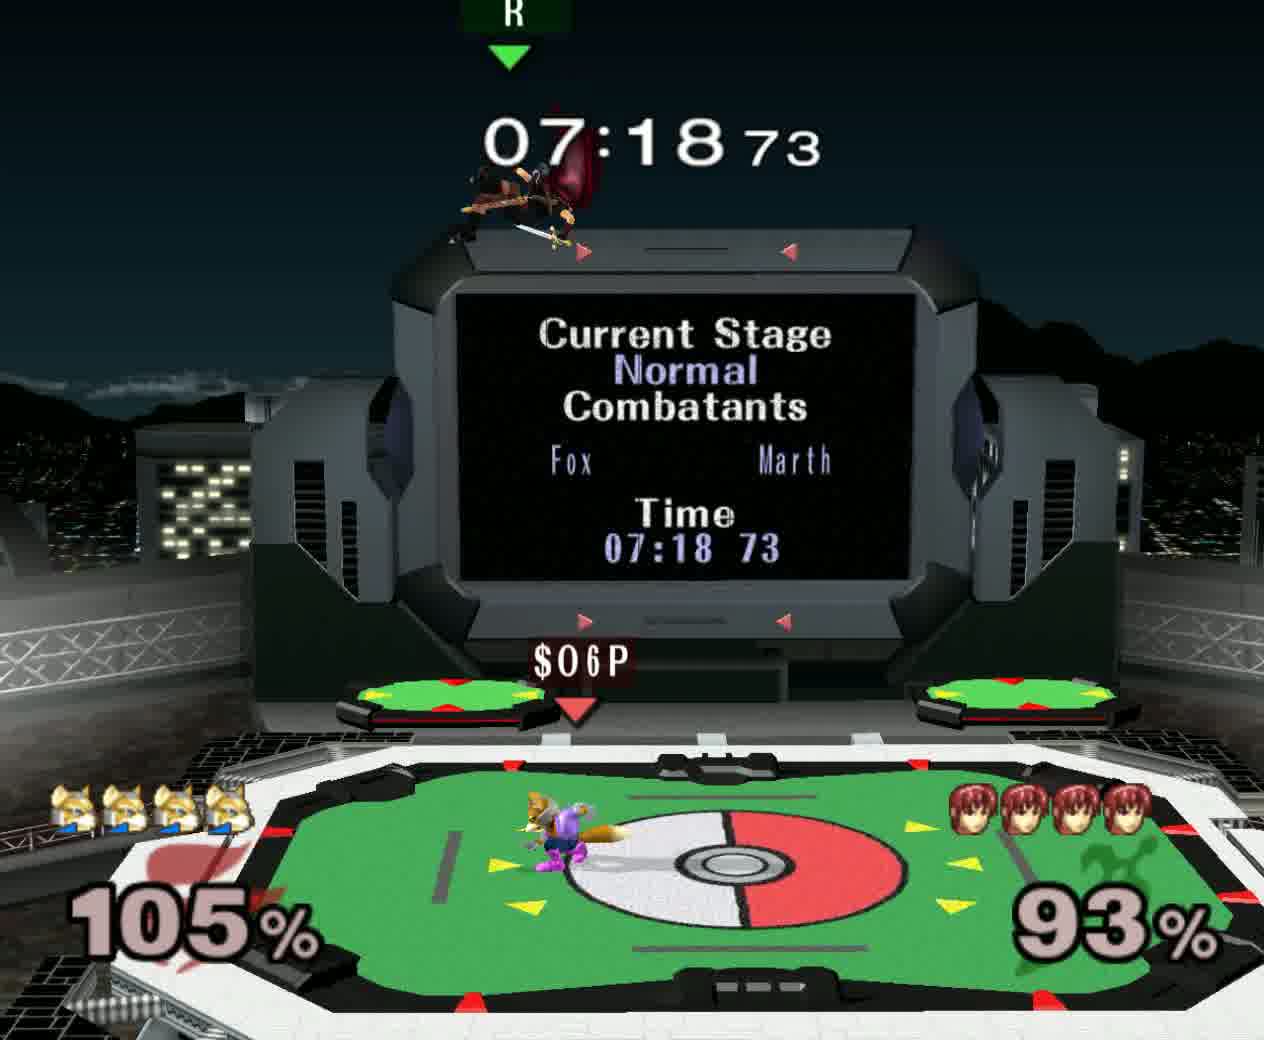 R
07:18 73
Current Stage
Normal
Combatants
Fox Marth
Time
07:18 73
$06P
105%
93%